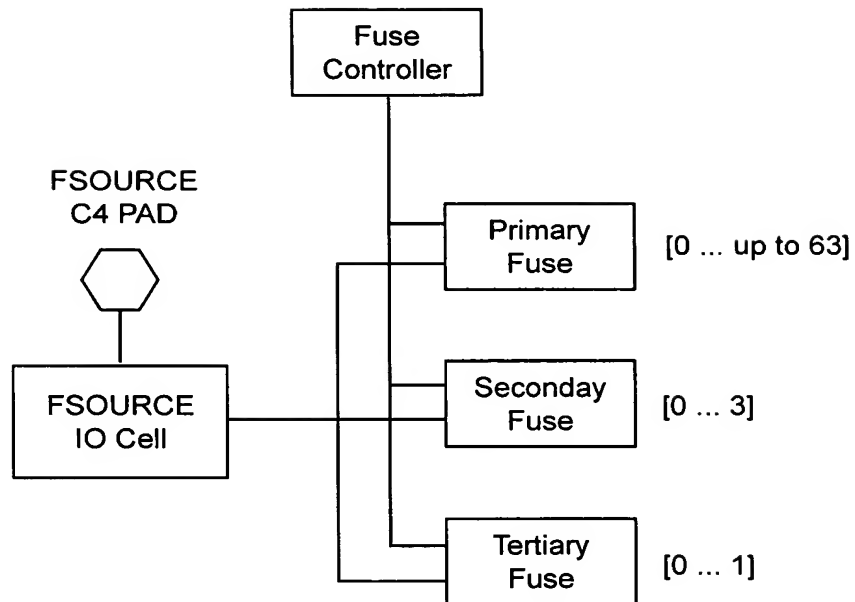 Fuse
Controller
FSOURCE
C4 PAD
Primary
Fuse
[0 ... up to 63]
FSOURCE
IO Cell
Seconday
Fuse
[0 ... 3]
Tertiary
Fuse
[0 ... 1]